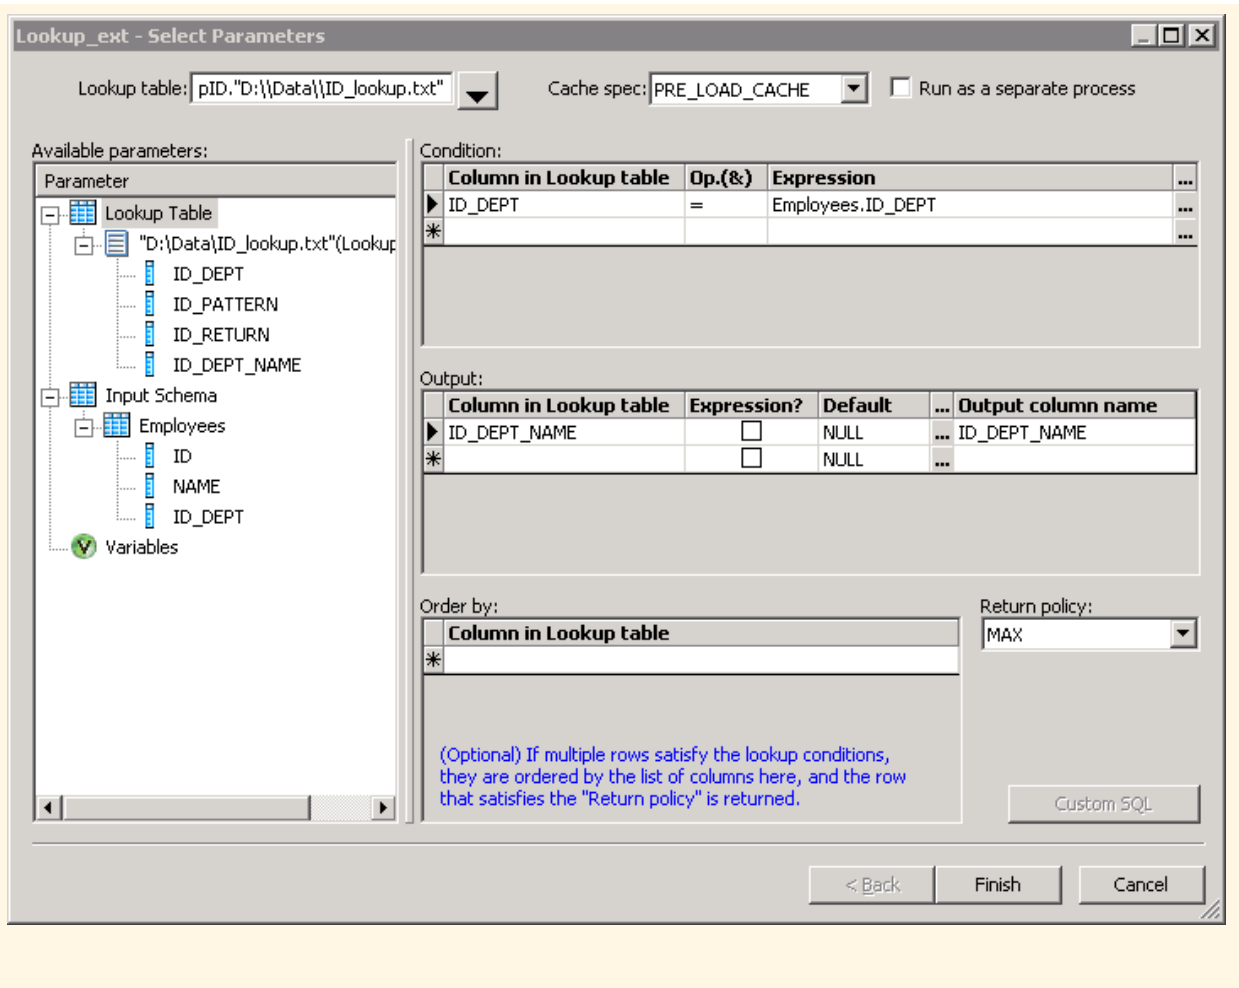 Lookup_ext - Select Parameters
Lookup table: pID."D:\\Data\\ID_lookup.txt" Cache spec: PRE_LOAD_CACHE Run as a separate process
Available parameters:
Parameter
Lookup Table
"D:\Data\ID_lookup.txt"(Lookup
ID_DEPT
ID_PATTERN
ID_RETURN
ID_DEPT_NAME
Input Schema
Employees
ID
NAME
ID_DEPT
Variables
Condition:
Column in Lookup table Op.(&) Expression ...
ID_DEPT = Employees.ID_DEPT ...
...
Output:
Column in Lookup table Expression? Default ... Output column name
ID_DEPT_NAME NULL ... ID_DEPT_NAME
NULL ...
Order by:
Column in Lookup table
(Optional) If multiple rows satisfy the lookup conditions,
they are ordered by the list of columns here, and the row
that satisfies the "Return policy" is returned.
Return policy:
MAX
Custom SQL
< Back Finish Cancel